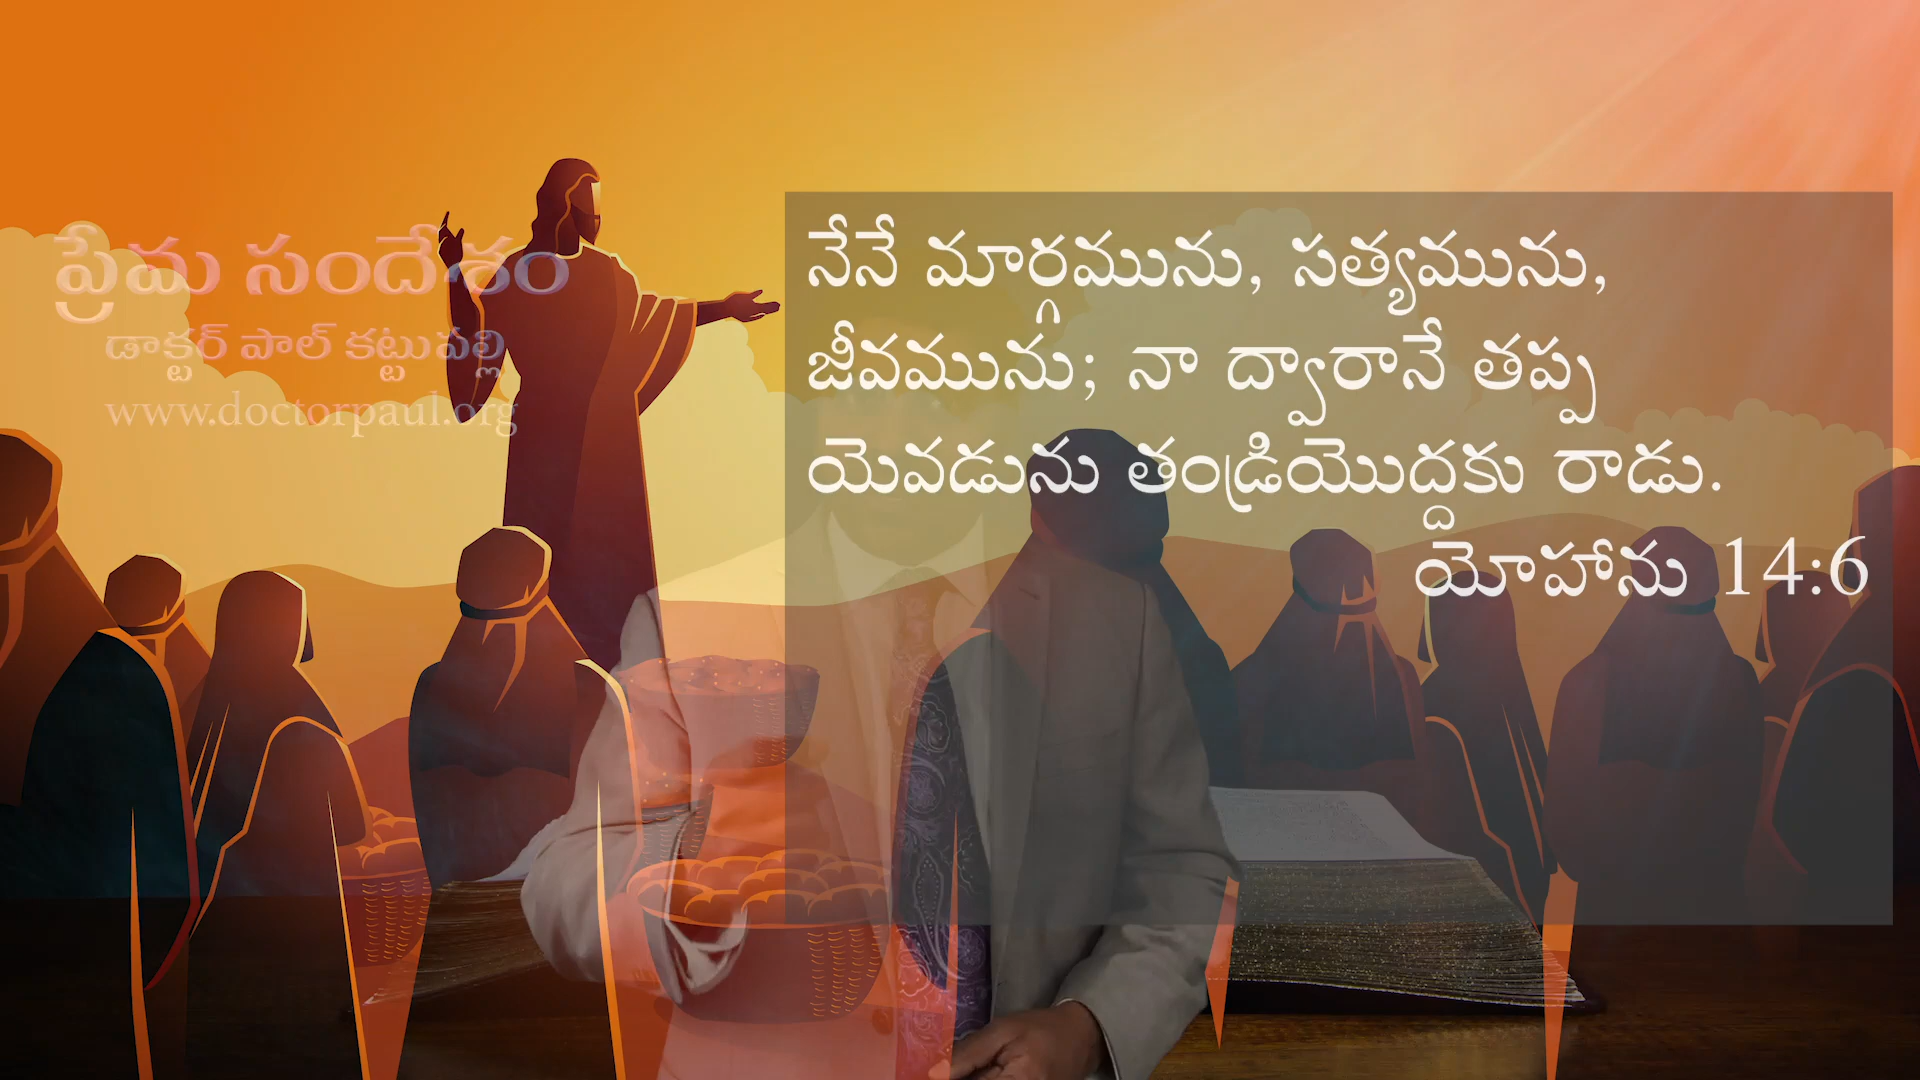 ప్రేమ సందేశం
డాక్టర్ పాల్ కట్టుపల్లి
www.doctorpaul.org
నేనే మార్గమును, సత్యమును,
జీవమును; నా ద్వారానే తప్ప
యెవడును తండ్రియొద్దకు రాడు.
యోహాను 14:6